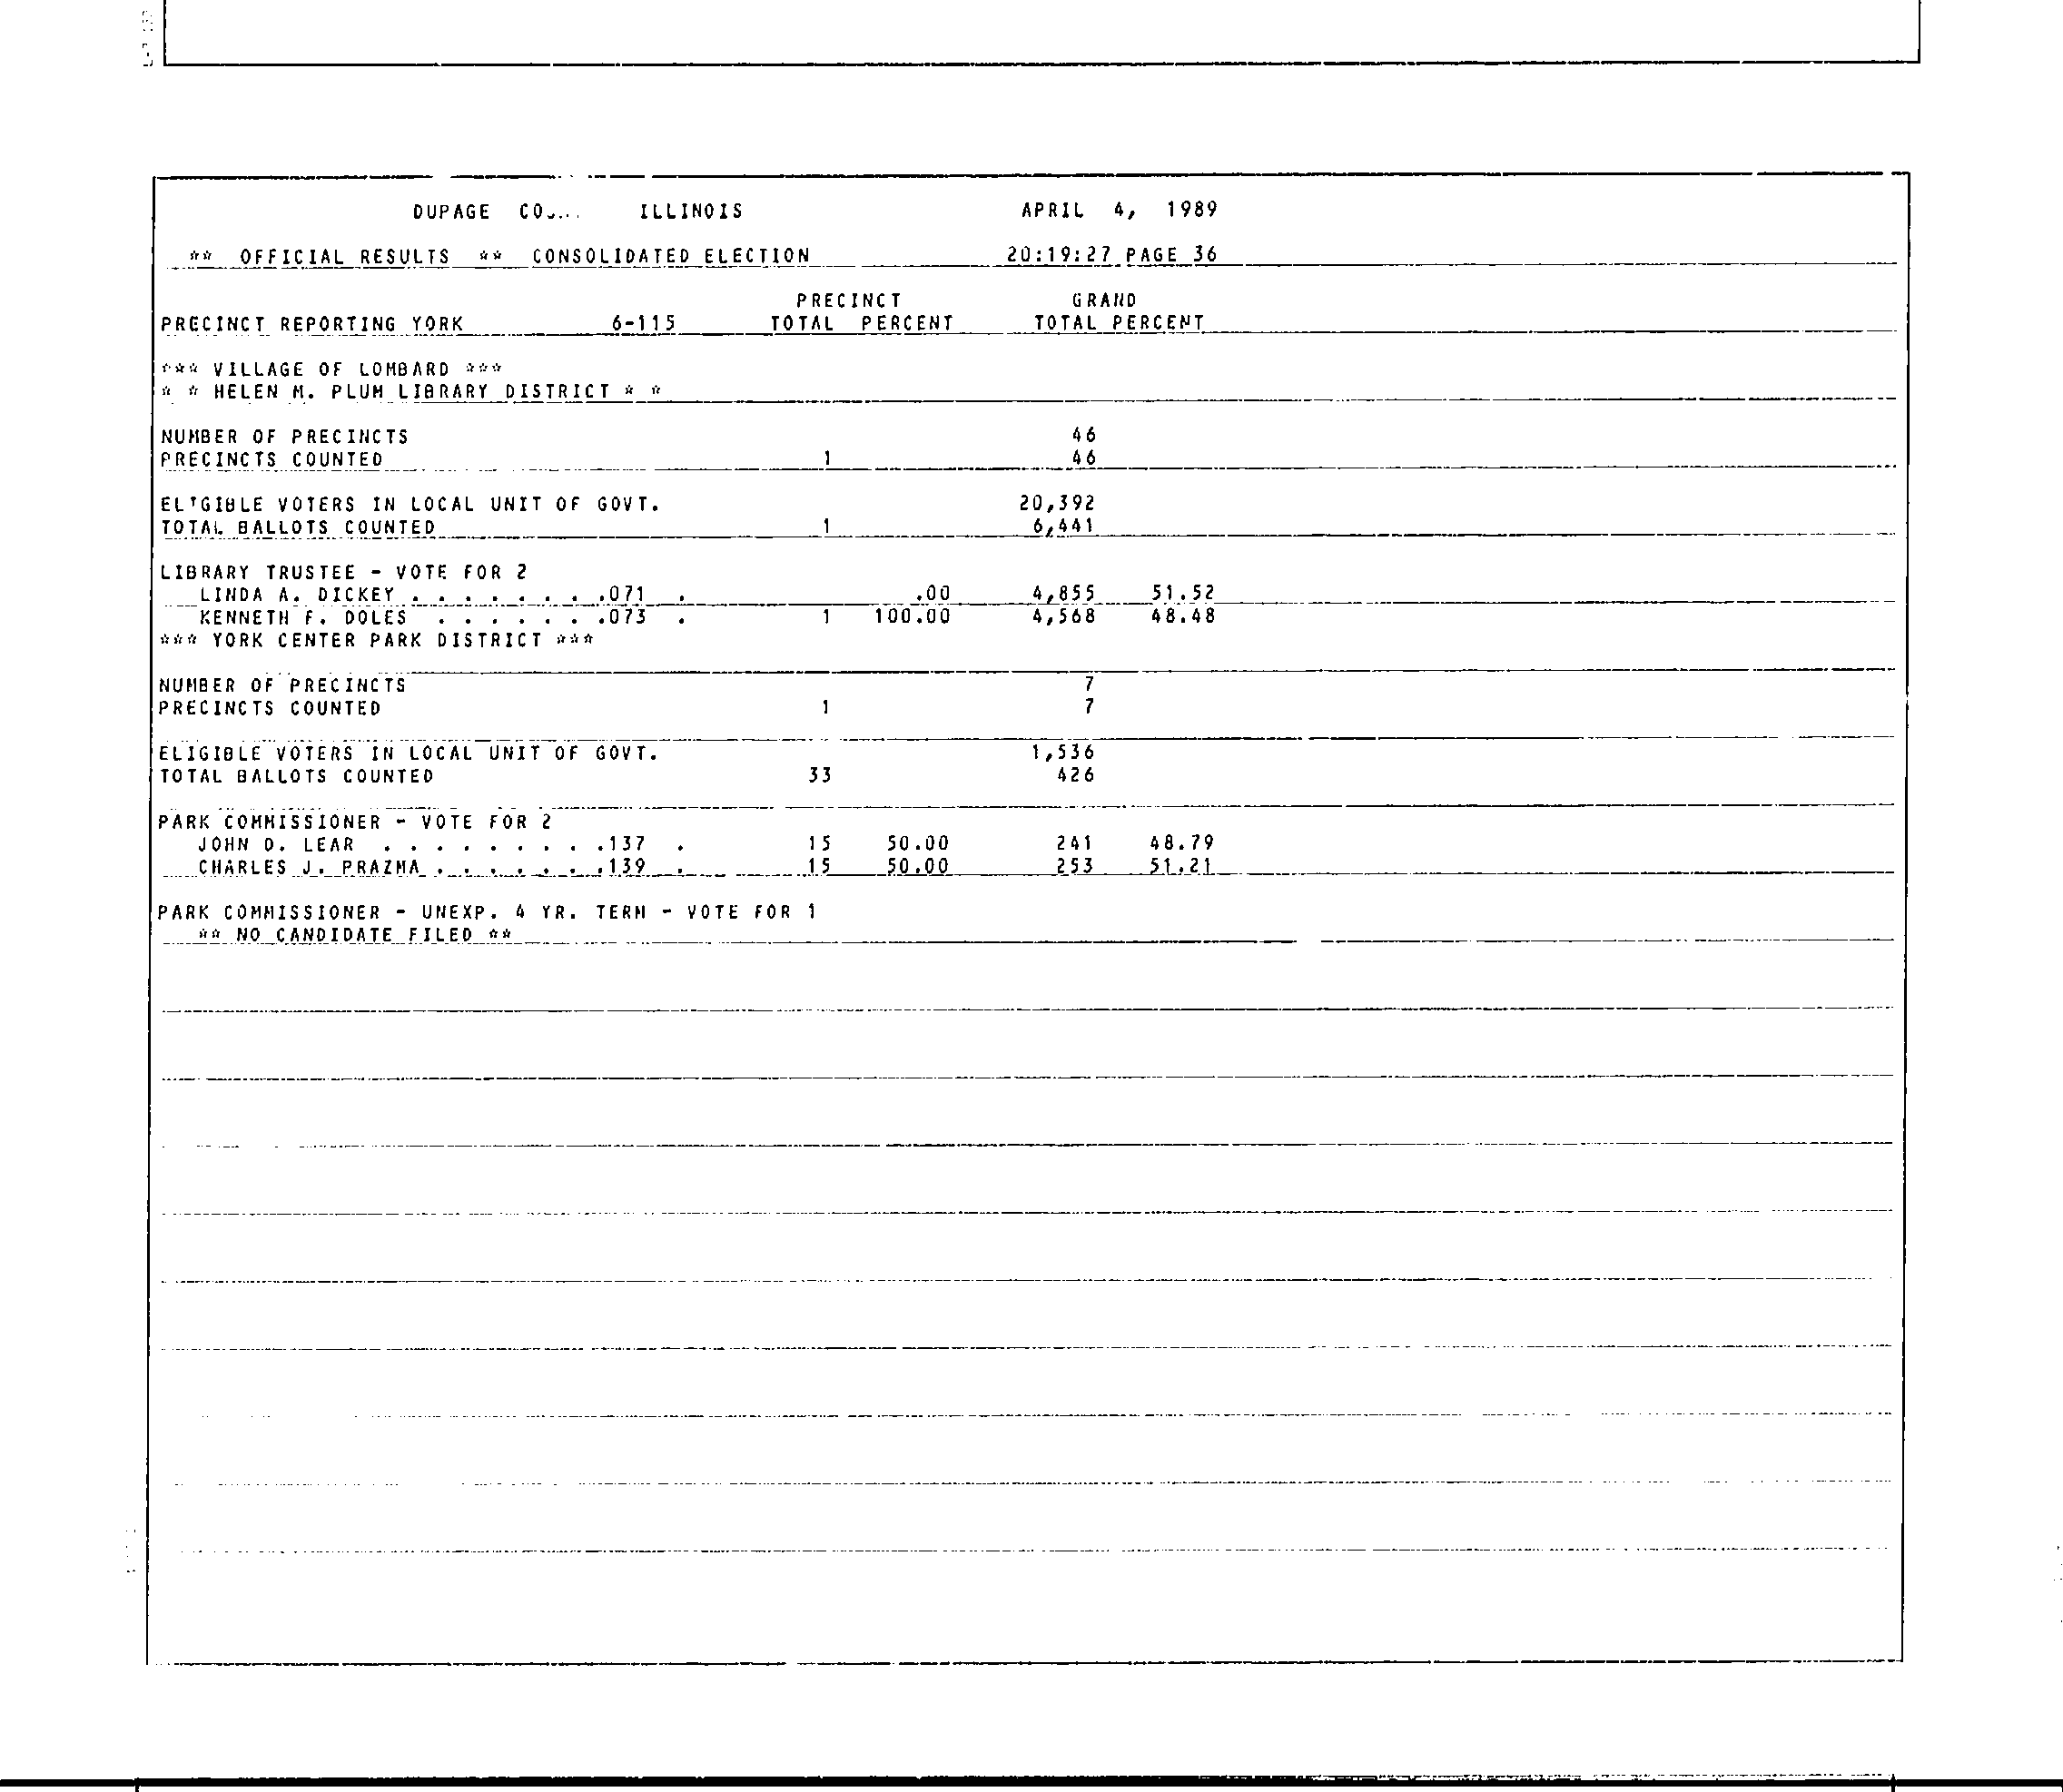 DUPAGE ILLINOIS APRIL 4, 1989
** OFFICIAL RESULTS ** CONSOLIDATED ELECTION 20:19:27 PAGE 36
PRECINCT GRAND
PRECINCT REPORTING YORK 6-115 TOTAL PERCENT TOTAL PERCENT
*** VILLAGE OF LOMBARD ***
* * HELEN M. PLUM LIBRARY DISTRICT * *
NUMBER OF PRECINCTS 46
PRECINCTS COUNTED 1 46
ELIGIBLE VOTERS IN LOCAL UNIT OF GOVT. 20,392
TOTAL BALLOTS COUNTED 1 6,441
LIBRARY TRUSTEE - VOTE FOR 2
LINDA A. DICKEY . . . . . . . .071 . .00 4,855 51.52
KENNETH F. DOLES . . . . . . .073 . 1 100.00 4,568 48.48
*** YORK CENTER PARK DISTRICT ***
NUMBER OF PRECINCTS 7
PRECINCTS COUNTED 1 7
ELIGIBLE VOTERS IN LOCAL UNIT OF GOVT. 1,536
TOTAL BALLOTS COUNTED 33 426
PARK COMMISSIONER - VOTE FOR 2
JOHN D. LEAR . . . . . . . . .137 . 15 50.00 241 48.79
CHARLES J. PRAZMA . . . . . . .139 . 15 50.00 253 51.21
PARK COMMISSIONER - UNEXP. 4 YR. TERM - VOTE FOR 1
** NO CANDIDATE FILED **